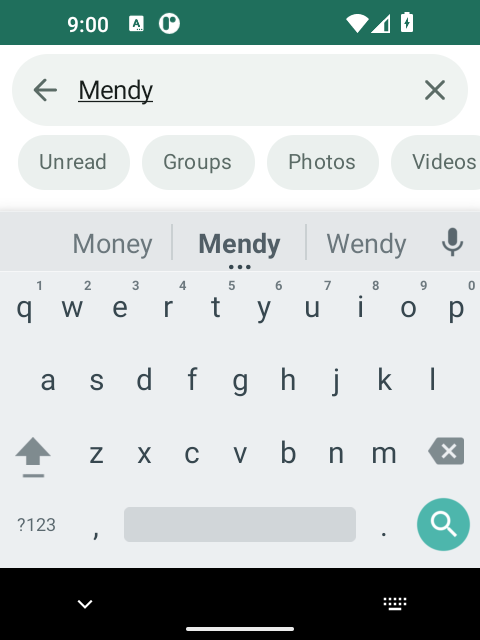 9:00
Mendy
Unread Groups Photos Videos
Money Mendy Wendy
1 2 3 4 5 6 7 8 9 0
q w e r t y u i o p
a s d f g h j k l
z x c v b n m
?123 , .